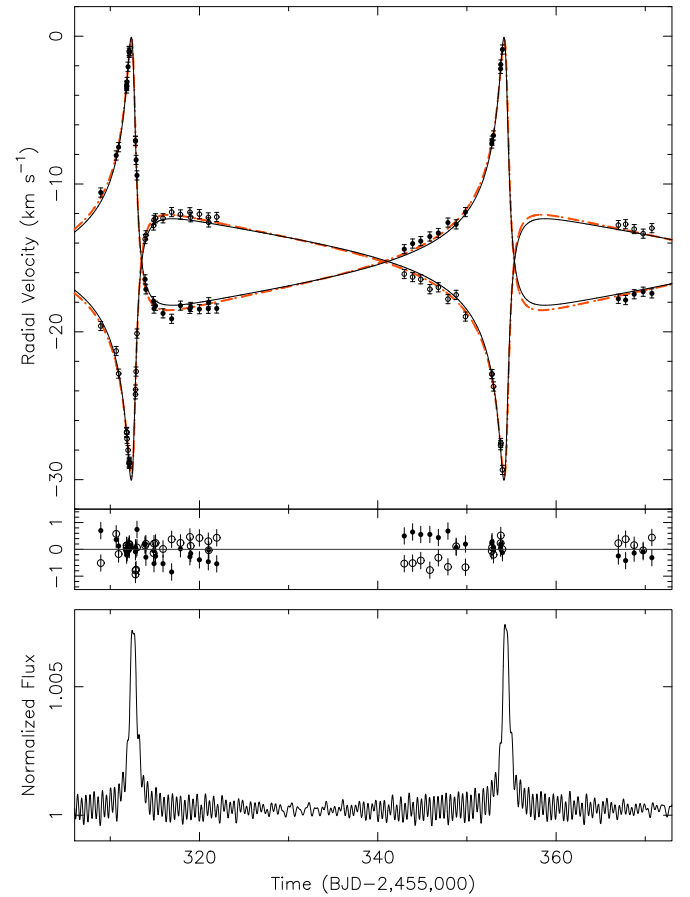 0
−10
−20
−30
Radial Velocity (km s−1)
1
0
−1
1.005
1
Normalized Flux
320 340 360
Time (BJD−2,455,000)